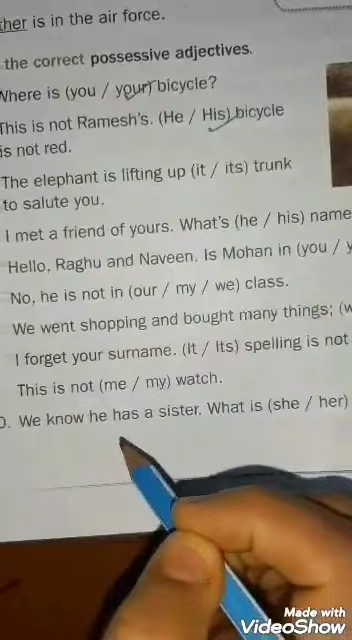 ther is in the air force.
the correct possessive adjectives.
Where is (you / your) bicycle?
This is not Ramesh's. (He / His) bicycle
is not red.
The elephant is lifting up (it / its) trunk
to salute you.
I met a friend of yours. What's (he / his) name
Hello, Raghu and Naveen. Is Mohan in (you / y
No, he is not in (our / my / we) class.
We went shopping and bought many things; (w
I forget your surname. (It / Its) spelling is not
This is not (me / my) watch.
0. We know he has a sister. What is (she / her)
Made with
VideoShow